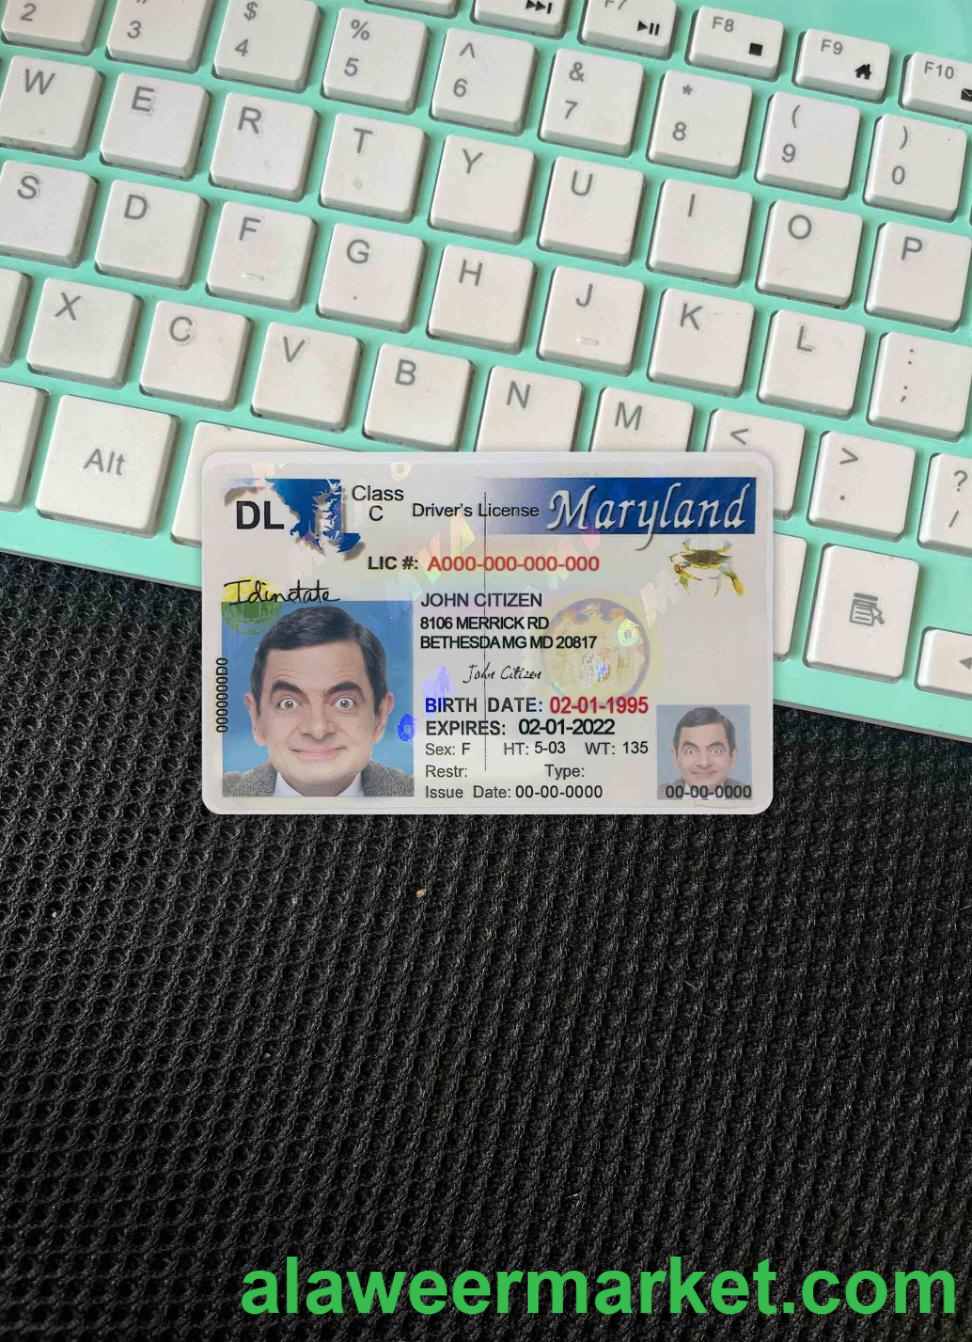 2
#
3
$
4
%
5
^
6
&
7
*
8
(
9
)
0
F7
F8
F9
F10
W
E
R
T
Y
U
I
O
P
S
D
F
G
H
J
K
L
:
;
X
C
V
B
N
M
<
>
.
?
/
Alt
DL
Class
C
Driver's License
Maryland
LIC #: A000-000-000-000
Idinstate
JOHN CITIZEN
8106 MERRICK RD
BETHESDA MG MD 20817
John Citizen
0000000D0
BIRTH DATE: 02-01-1995
EXPIRES: 02-01-2022
Sex: F HT: 5-03 WT: 135
Restr: Type:
Issue Date: 00-00-0000
00-00-0000
alaweermarket.com